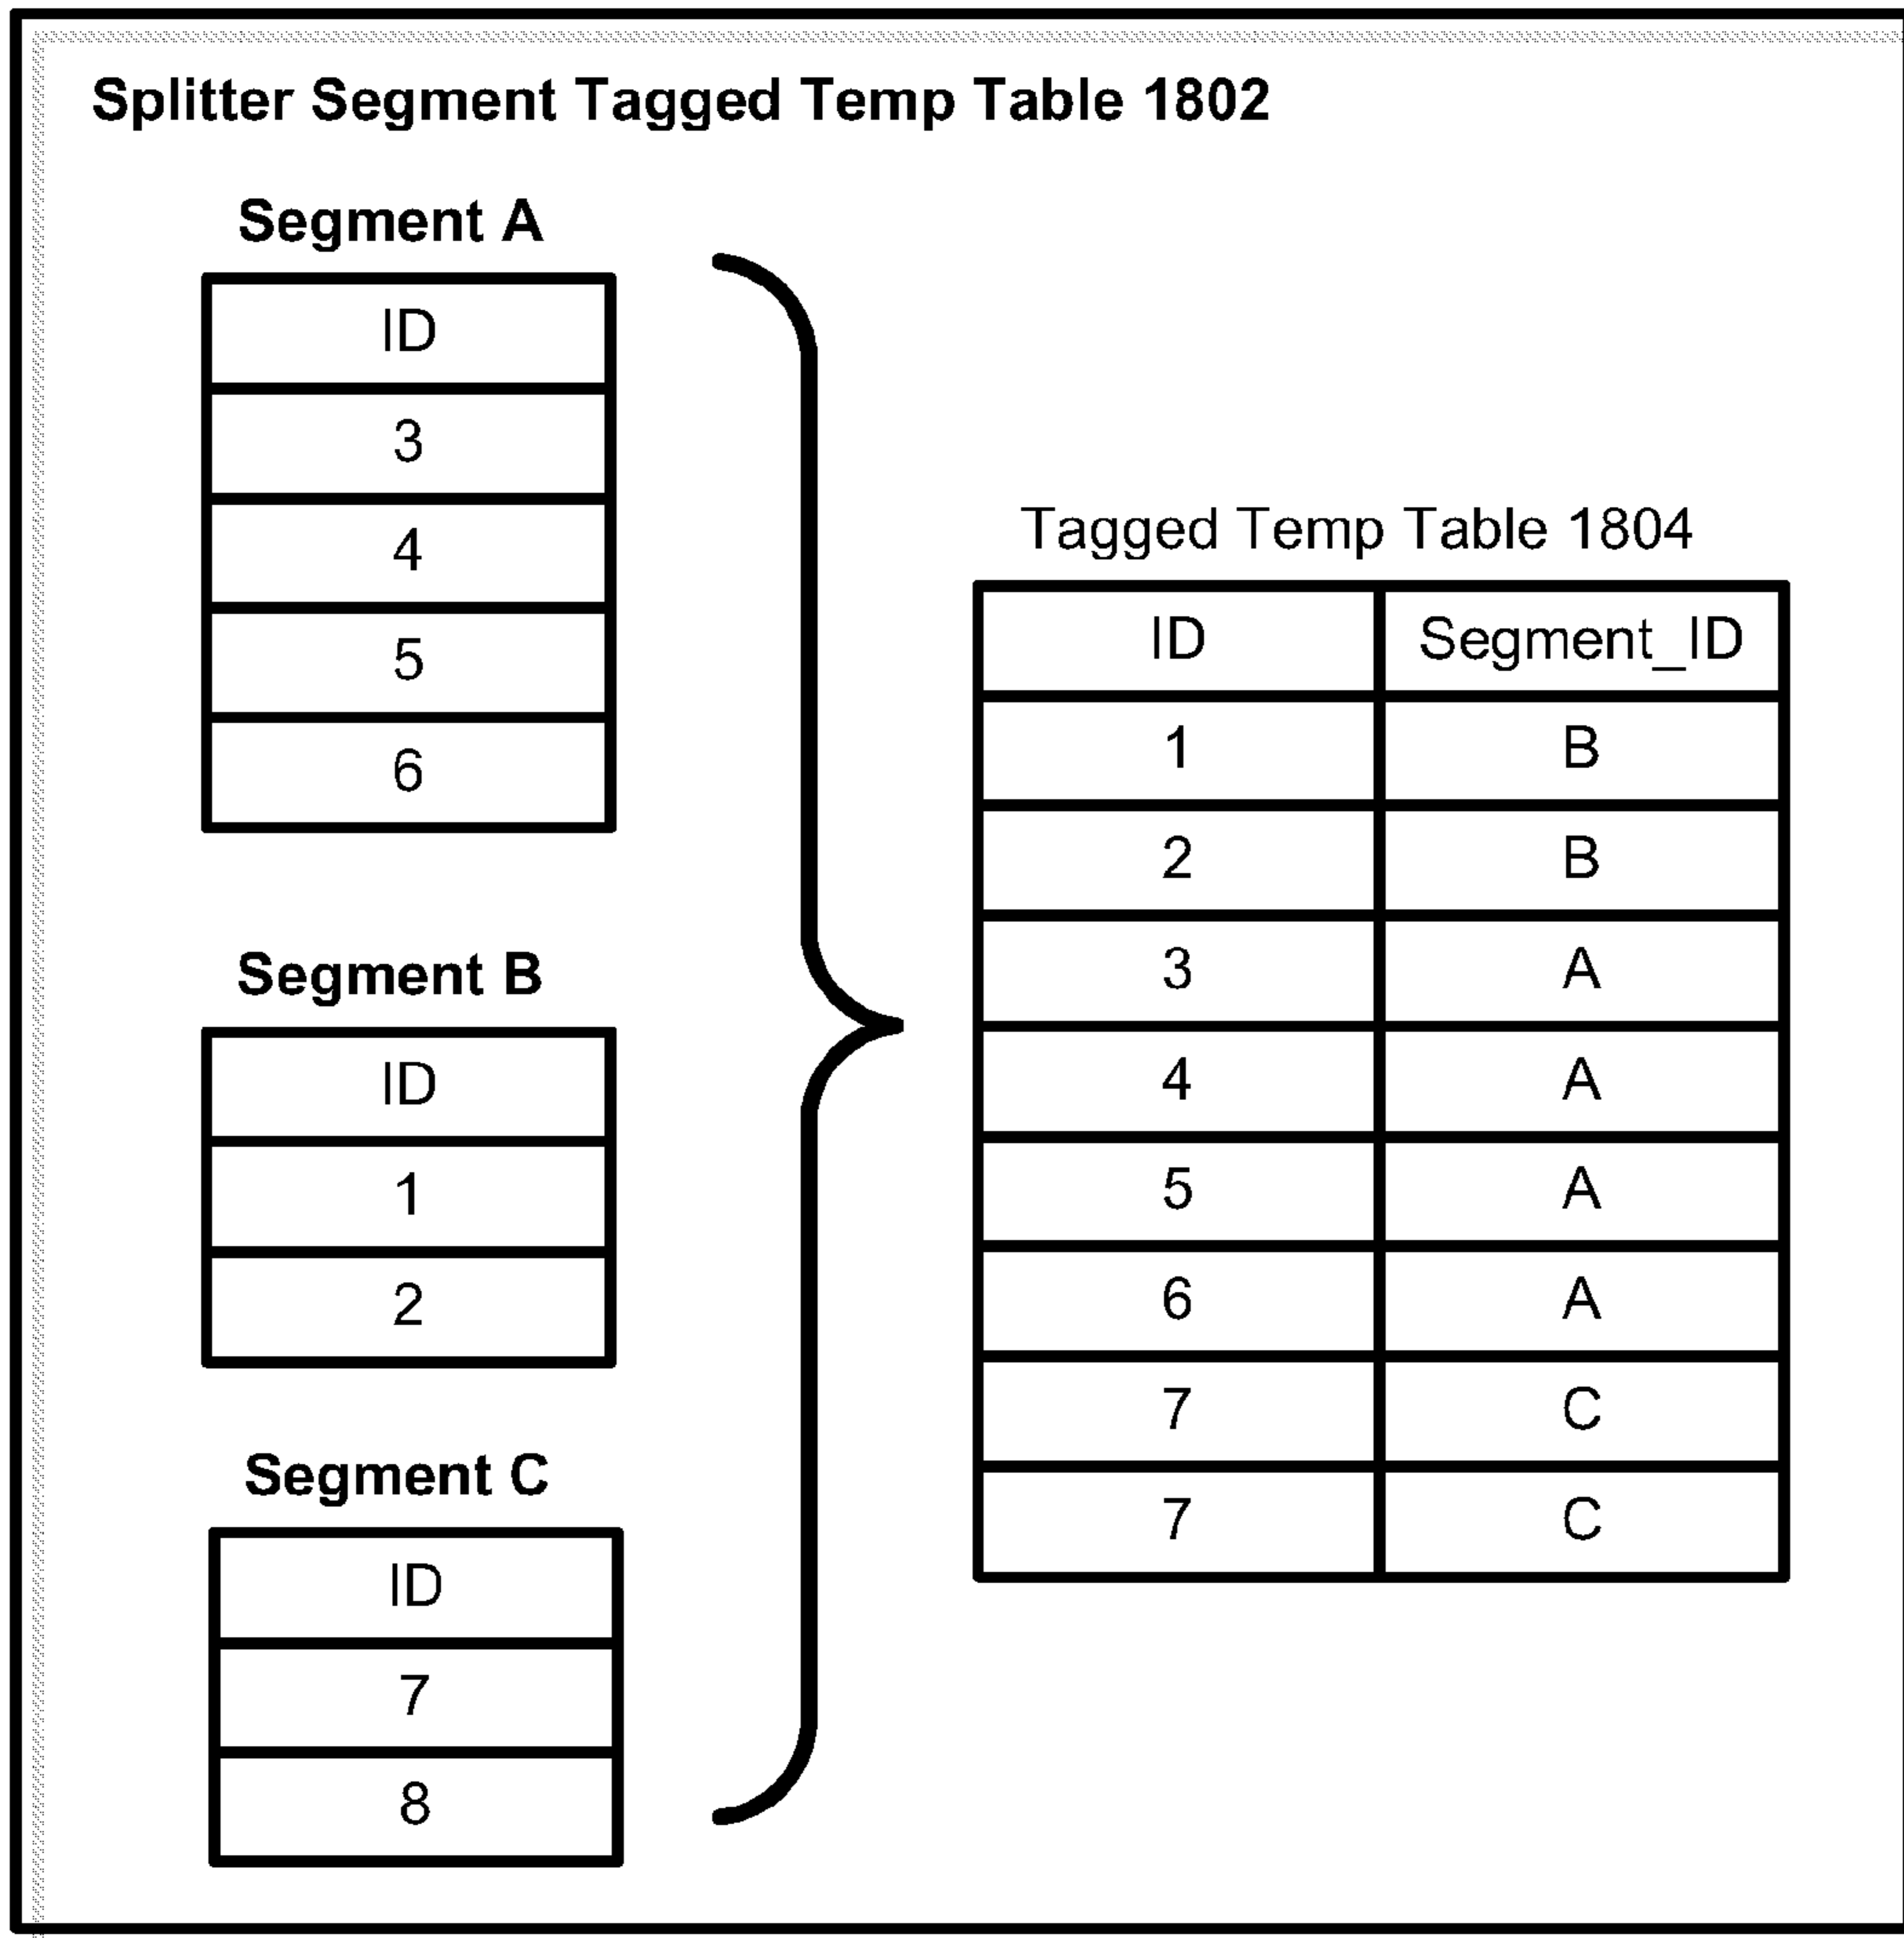 Splitter Segment Tagged Temp Table 1802
Segment A
ID
3
4
5
6
Segment B
ID
1
2
Segment C
ID
7
8
Tagged Temp Table 1804
ID Segment_ID
1 B
2 B
3 A
4 A
5 A
6 A
7 C
7 C